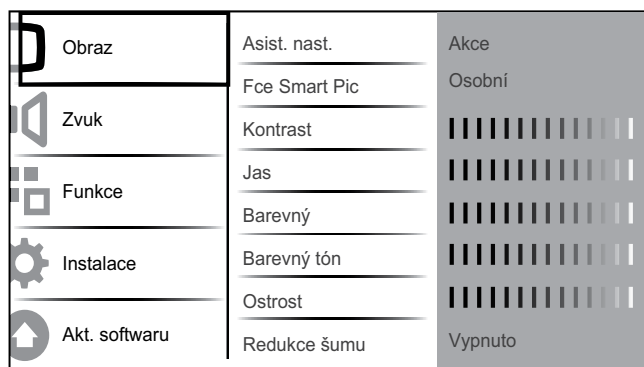 Obraz
Zvuk
Funkce
Instalace
Akt. softwaru
Asist. nast.
Fce Smart Pic
Kontrast
Jas
Barevný
Barevný tón
Ostrost
Redukce šumu
Akce
Osobní
Vypnuto